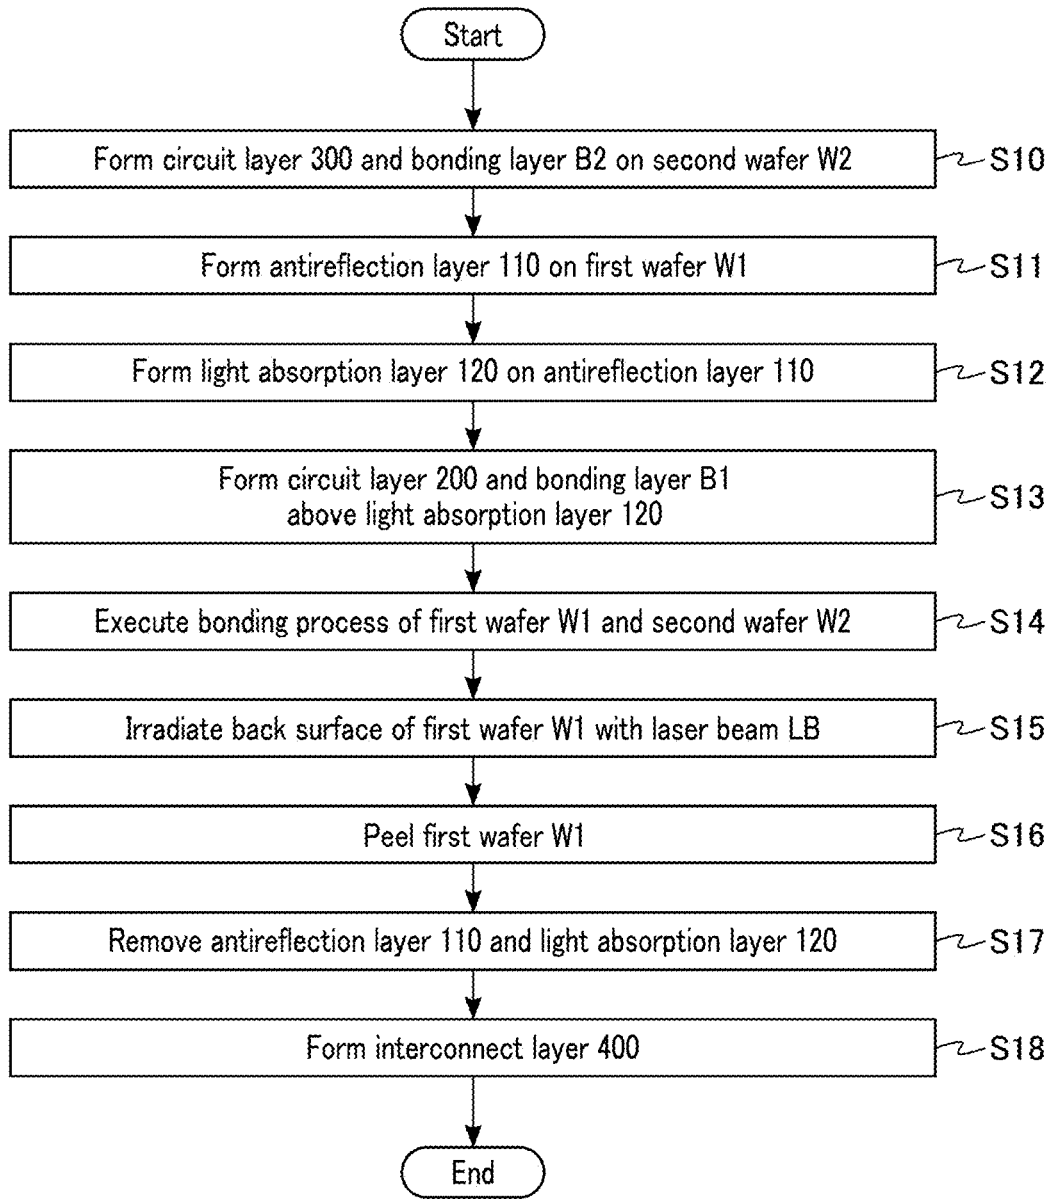 Start
Form circuit layer 300 and bonding layer B2 on second wafer W2
S10
Form antireflection layer 110 on first wafer W1
S11
Form light absorption layer 120 on antireflection layer 110
S12
Form circuit layer 200 and bonding layer B1
above light absorption layer 120
S13
Execute bonding process of first wafer W1 and second wafer W2
S14
Irradiate back surface of first wafer W1 with laser beam LB
S15
Peel first wafer W1
S16
Remove antireflection layer 110 and light absorption layer 120
S17
Form interconnect layer 400
S18
End